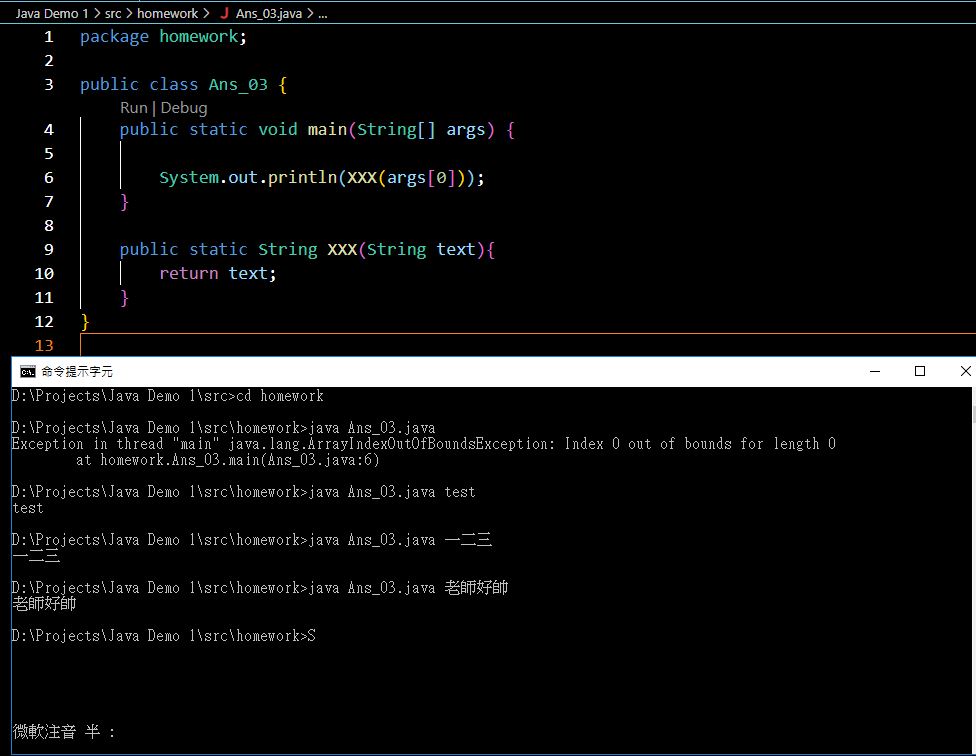 Java Demo 1 > src > homework > J Ans_03.java > ...
1 package homework;
2
3 public class Ans_03 {
Run | Debug
4 public static void main(String[] args) {
5
6 System.out.println(XXX(args[0]));
7 }
8
9 public static String XXX(String text){
10 return text;
11 }
12 }
13
命令提示字元
D:\Projects\Java Demo 1\src>cd homework
D:\Projects\Java Demo 1\src\homework>java Ans_03.java
Exception in thread "main" java.lang.ArrayIndexOutOfBoundsException: Index 0 out of bounds for length 0
at homework.Ans_03.main(Ans_03.java:6)
D:\Projects\Java Demo 1\src\homework>java Ans_03.java test
test
D:\Projects\Java Demo 1\src\homework>java Ans_03.java 一二三
一二三
D:\Projects\Java Demo 1\src\homework>java Ans_03.java 老師好帥
老師好帥
D:\Projects\Java Demo 1\src\homework>S
微軟注音 半 :